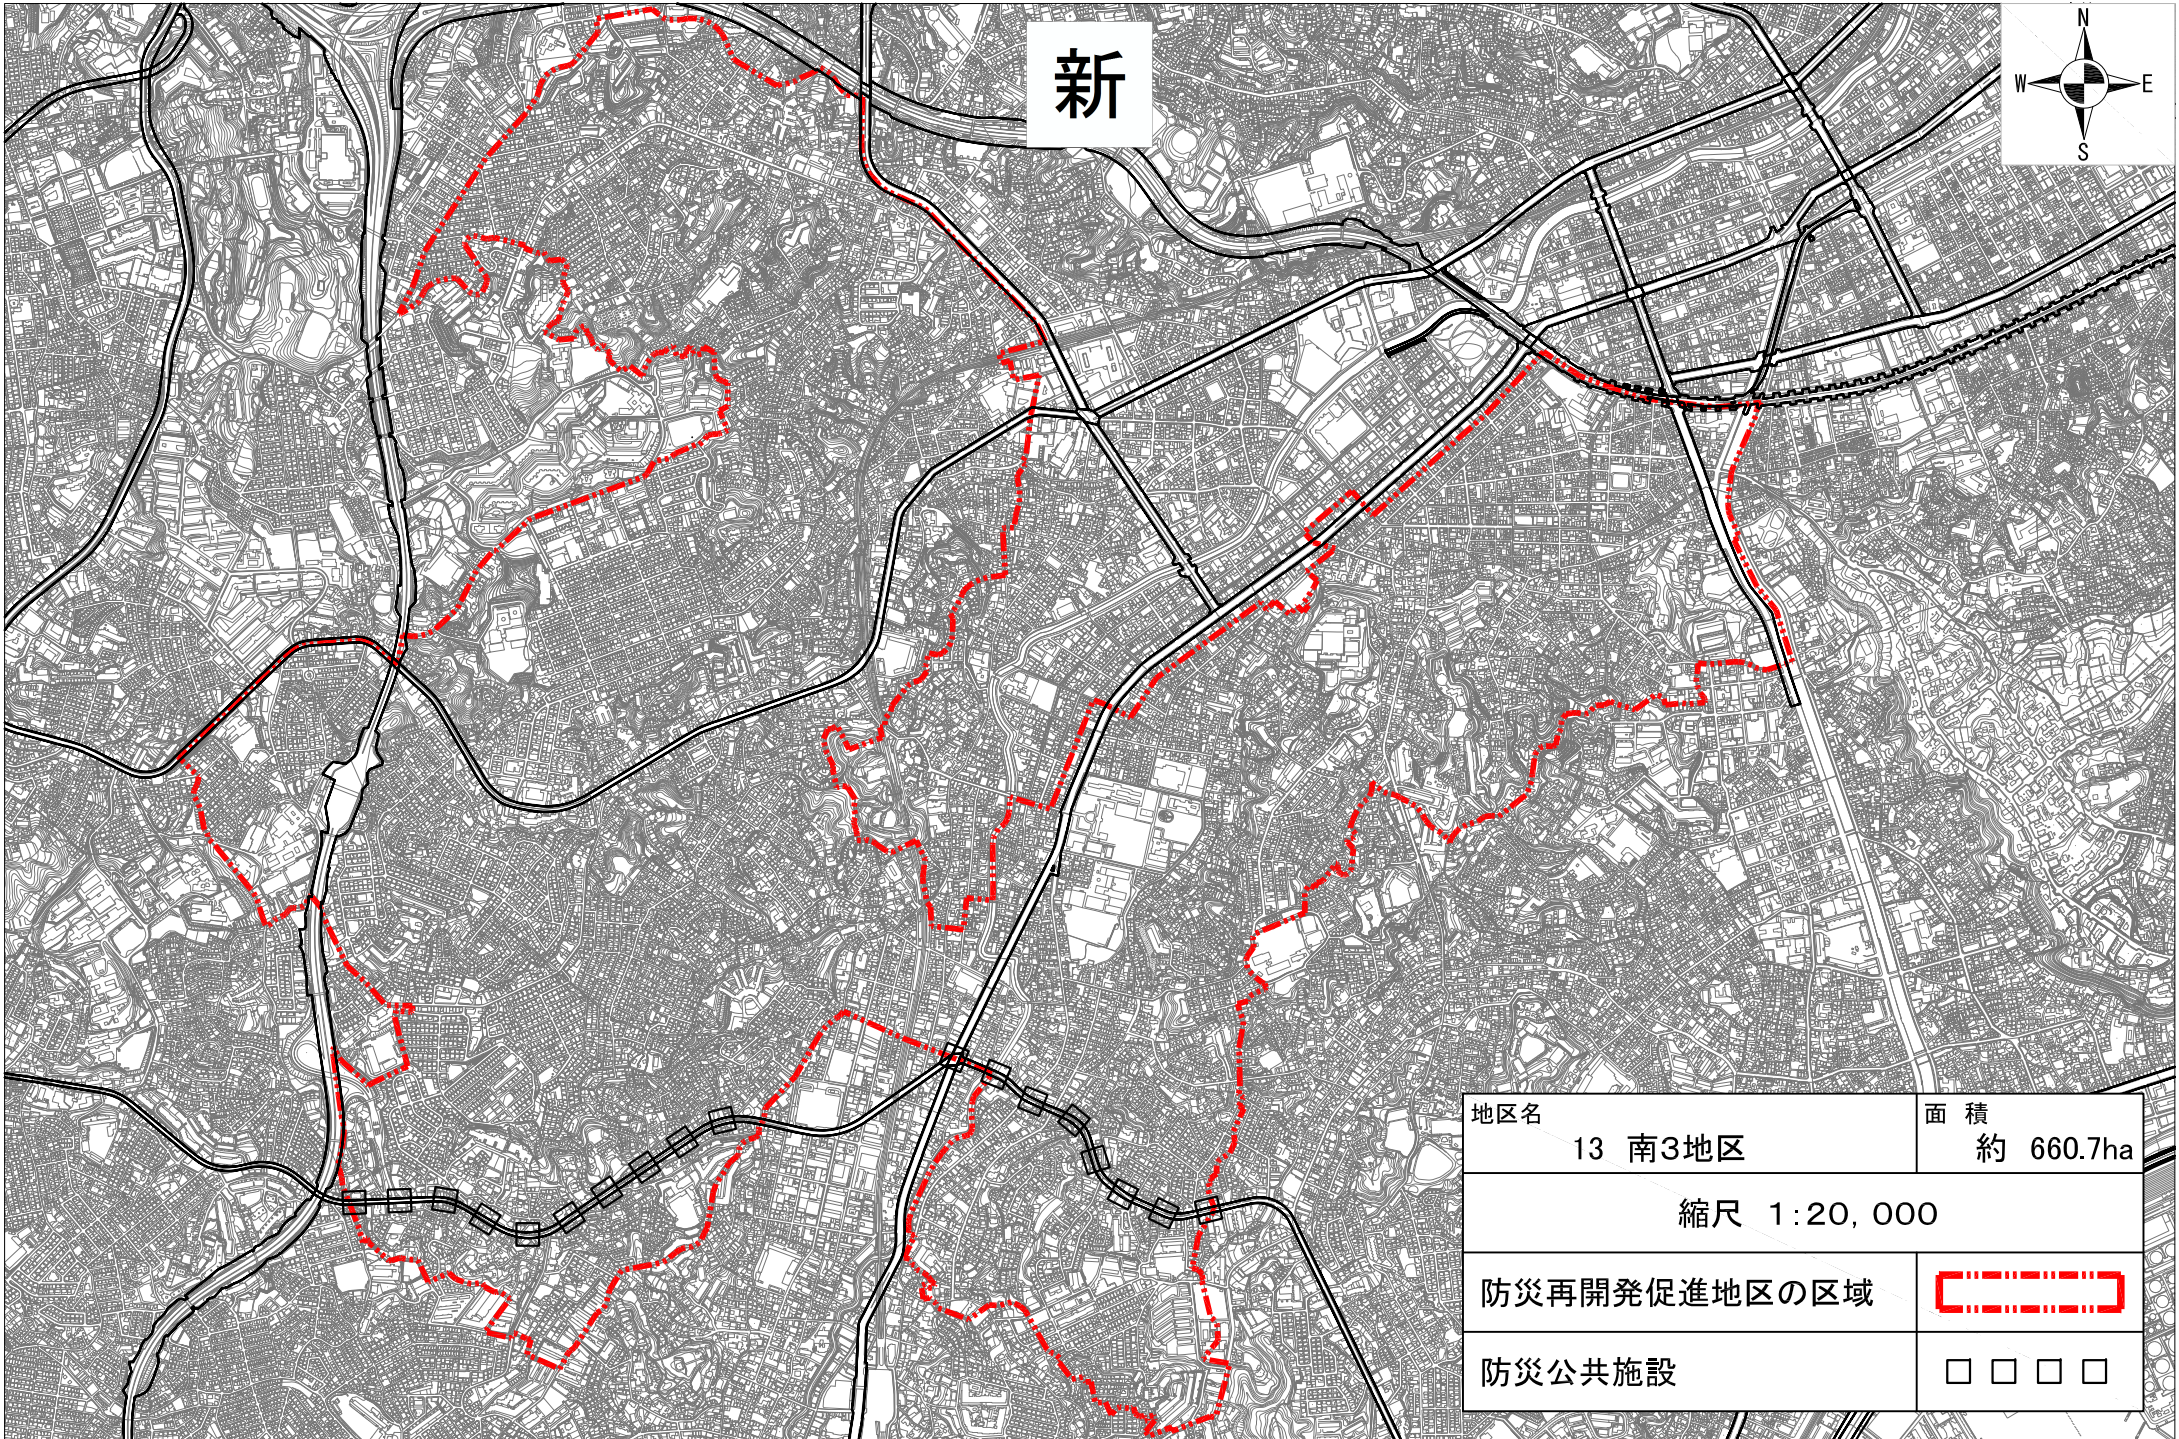 新
N
W E
S
地区名
面 積
13 南3地区
約 660.7ha
縮尺 1:20,000
防災再開発促進地区の区域
防災公共施設